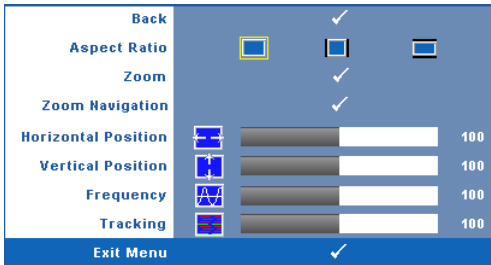 Back
Aspect Ratio
Zoom
Zoom Navigation
Horizontal Position 100
Vertical Position 100
Frequency 100
Tracking 100
Exit Menu